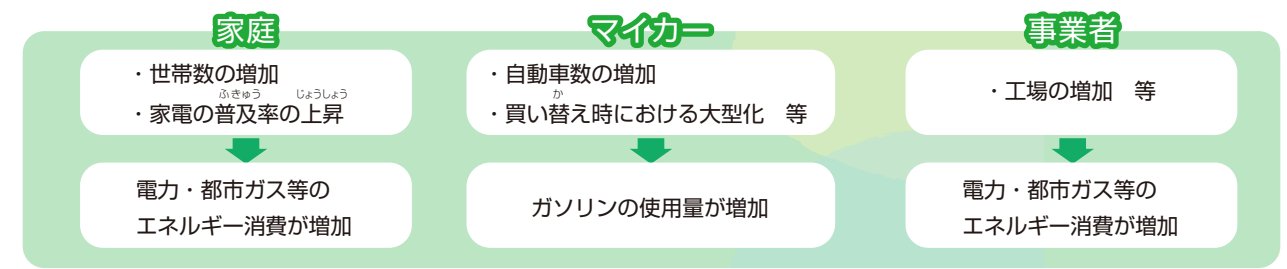 家庭
・世帯数の増加
ふきゅう じょうしょう
・家電の普及率の上昇
電力・都市ガス等の
エネルギー消費が増加
マイカー
・自動車数の増加
か
・買い替え時における大型化 等
ガソリンの使用量が増加
事業者
・工場の増加 等
電力・都市ガス等の
エネルギー消費が増加